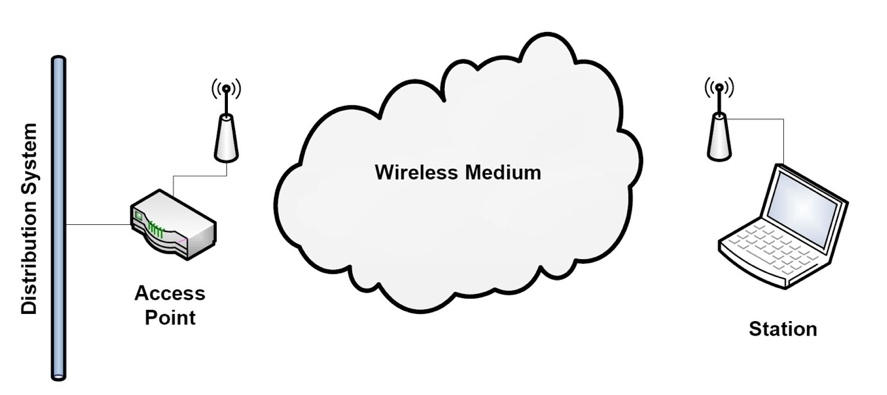 Distribution System
Access
Point
Wireless Medium
Station